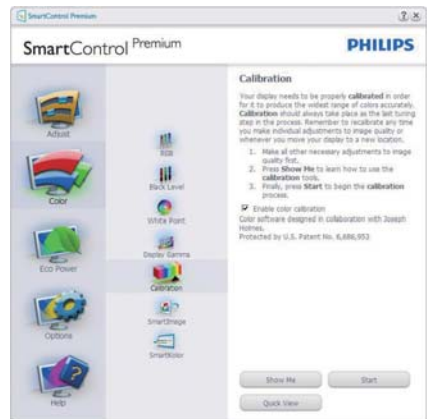 SmartControl Premium
SmartControl Premium
PHILIPS
Adjust
Color
Eco Power
Options
Help
RGB
Black Level
White Point
Display Gamma
Calibration
SmartImage
SmartKolor
Calibration
Your display needs to be properly calibrated in order
for it to produce the widest range of colors accurately.
Calibration should always take place as the last tuning
step in the process. Remember to recalibrate any time
you make individual adjustments to image quality or
whenever you move your display to a new location.
1. Make all other necessary adjustments to image
quality first.
2. Press Show Me to learn how to use the
calibration tools.
3. Finally, press Start to begin the calibration
process.
Enable color calibration
Color software designed in collaboration with Joseph
Holmes.
Protected by U.S. Patent No. 6,686,953
Show Me
Start
Quick View